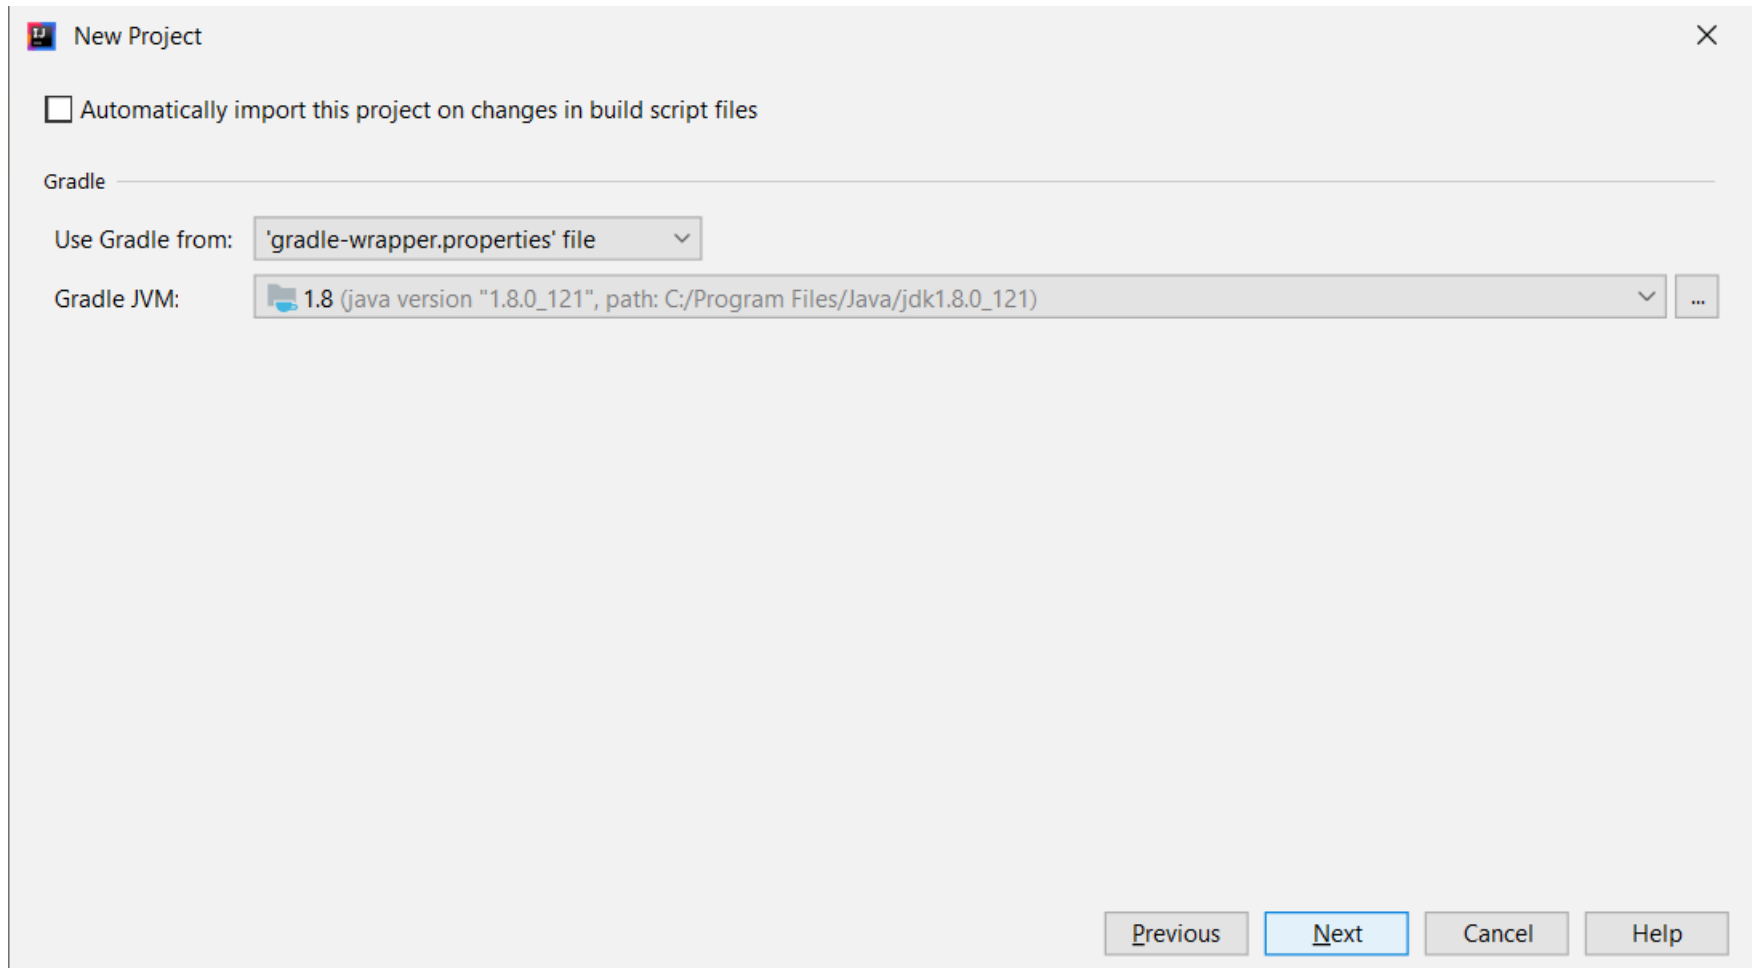 New Project
Automatically import this project on changes in build script files
Gradle
Use Gradle from: 'gradle-wrapper.properties' file
Gradle JVM: 1.8 (java version "1.8.0_121", path: C:/Program Files/Java/jdk1.8.0_121) ...
Previous Next Cancel Help